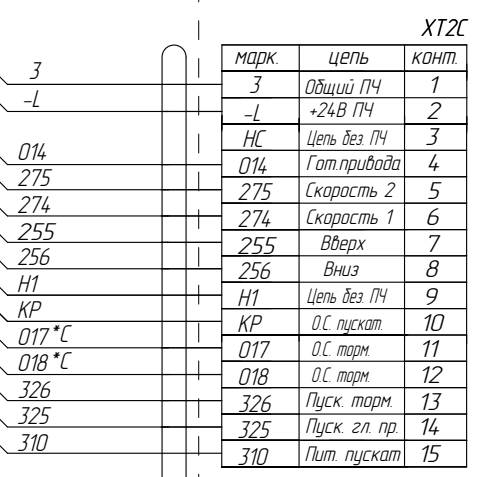 XT2C
марк. цепь конт.
3 3 Общий ПЧ 1
-L -L +24В ПЧ 2
НС Цепь без. ПЧ 3
014 014 Гот.привода 4
275 275 Скорость 2 5
274 274 Скорость 1 6
255 255 Вверх 7
256 256 Вниз 8
Н1 Н1 Цепь без. ПЧ 9
КР КР О.С. пускат. 10
017*С 017 О.С. торм. 11
018*С 018 О.С. торм. 12
326 326 Пуск. торм. 13
325 325 Пуск. гл. пр. 14
310 310 Пит. пускат 15